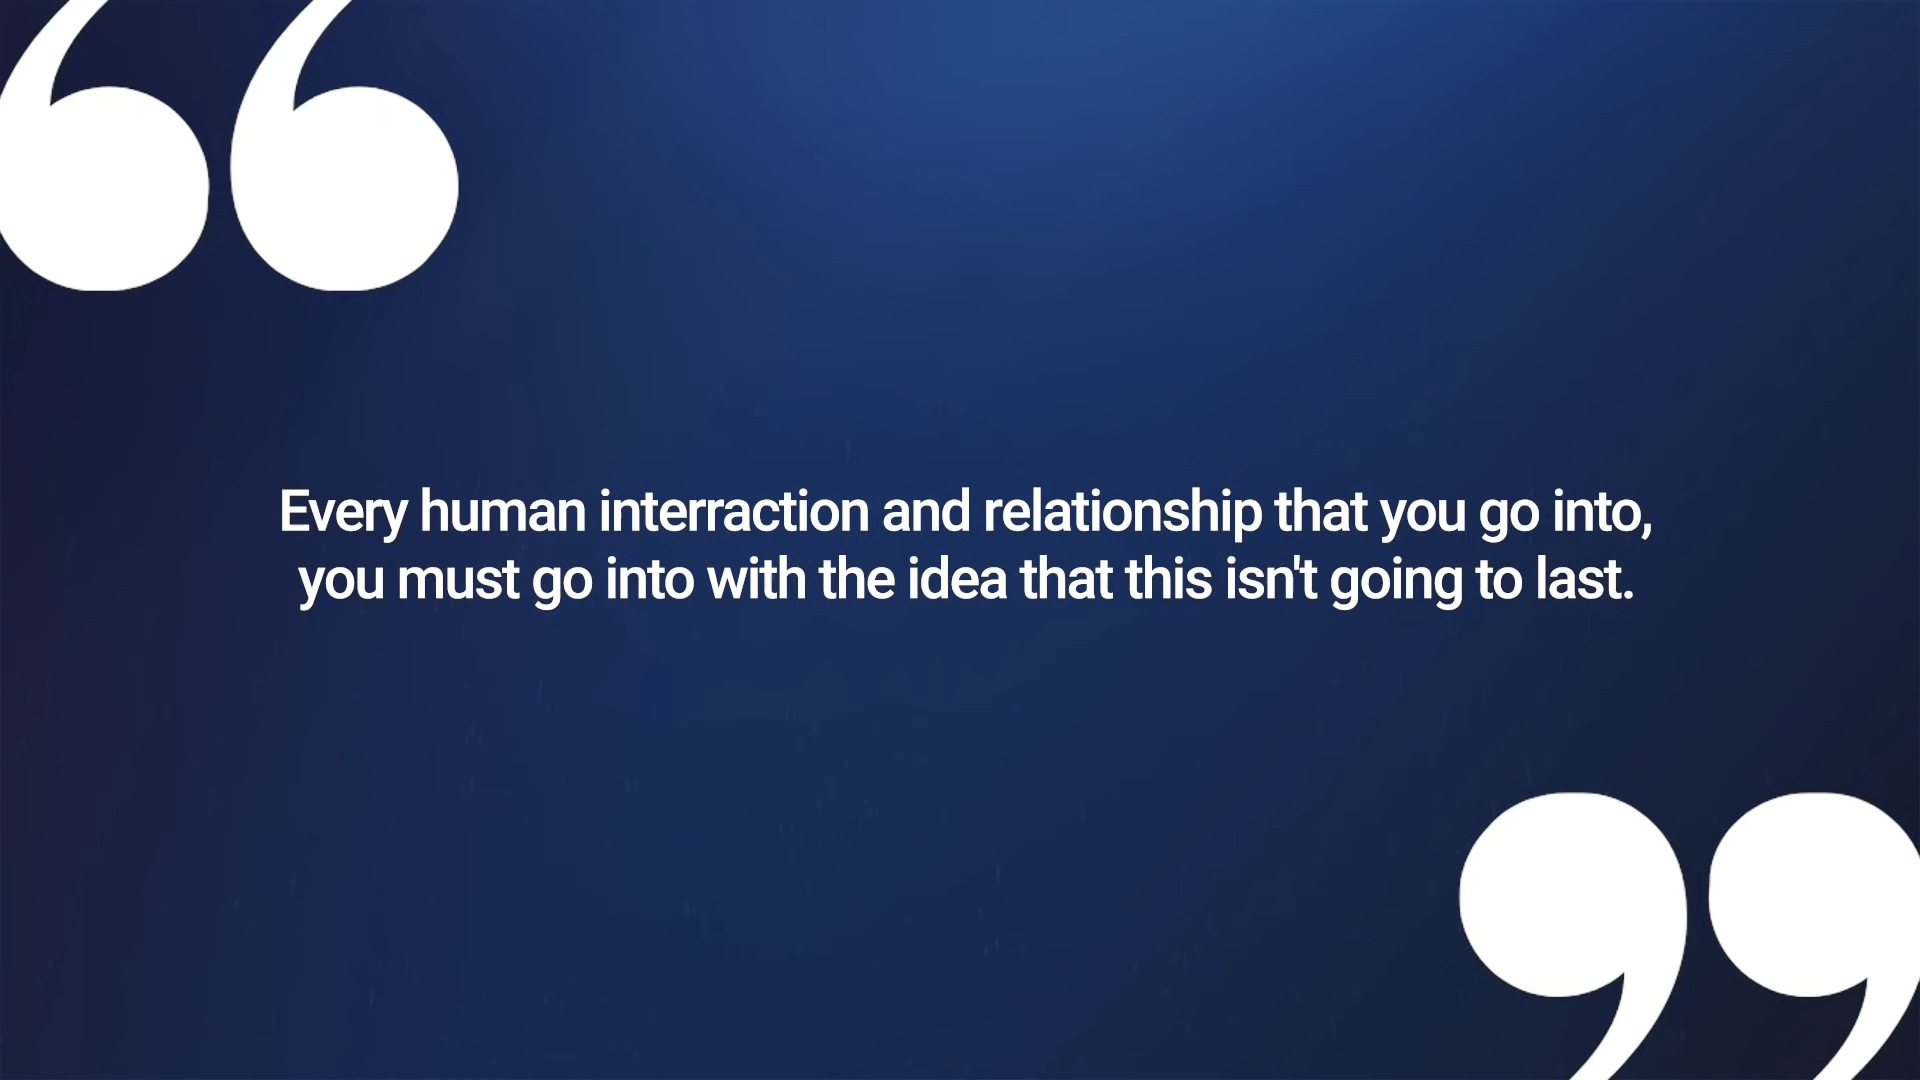 Every human interraction and relationship that you go into,
you must go into with the idea that this isn't going to last.